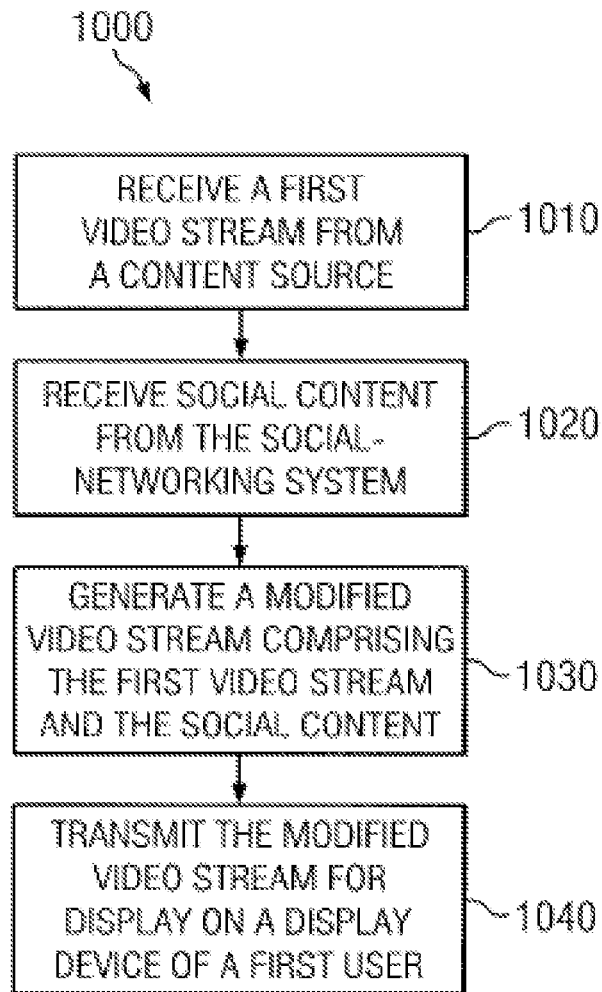 1000
RECEIVE A FIRST
VIDEO STREAM FROM
A CONTENT SOURCE
1010
RECEIVE SOCIAL CONTENT
FROM THE SOCIAL-
NETWORKING SYSTEM
1020
GENERATE A MODIFIED
VIDEO STREAM COMPRISING
THE FIRST VIDEO STREAM
AND THE SOCIAL CONTENT
1030
TRANSMIT THE MODIFIED
VIDEO STREAM FOR
DISPLAY ON A DISPLAY
DEVICE OF A FIRST USER
1040